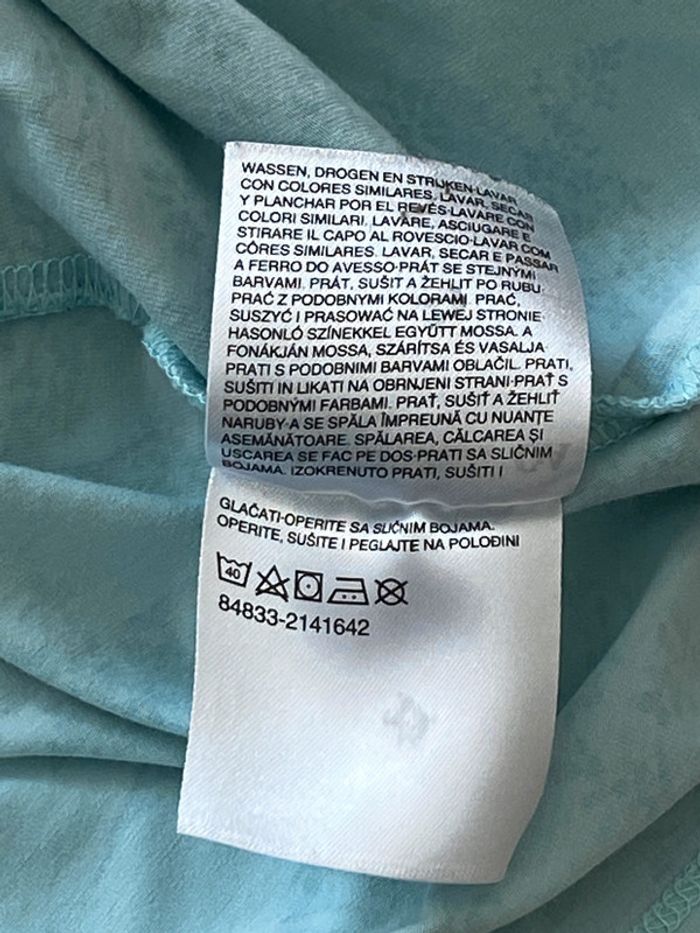 WASSEN, DROGEN EN STRIJKEN·LAVAR
CON COLORES SIMILARES. LAVAR, SECAR
Y PLANCHAR POR EL REVÉS·LAVARE CON
COLORI SIMILARI. LAVARE, ASCIUGARE E
STIRARE IL CAPO AL ROVESCIO·LAVAR COM
CÔRES SIMILARES. LAVAR, SECAR E PASSAR
A FERRO DO AVESSO·PRÁT SE STEJNÝMI
BARVAMI. PRÁT, SUŠIT A ŽEHLIT PO RUBU·
PRAĆ Z PODOBNYMI KOLORAMI. PRAĆ,
SUSZYĆ I PRASOWAĆ NA LEWEJ STRONIE·
HASONLÓ SZÍNEKKEL EGYÜTT MOSSA. A
FONÁKJÁN MOSSA, SZÁRÍTSA ÉS VASALJA·
PRATI S PODOBNIMI BARVAMI OBLAČIL. PRATI,
SUŠITI IN LIKATI NA OBRNJENI STRANI·PRAŤ S
PODOBNÝMI FARBAMI. PRAŤ, SUŠIŤ A ŽEHLIŤ
NARUBY·A SE SPĂLA ÎMPREUNĂ CU NUANȚE
ASEMĂNĂTOARE. SPĂLAREA, CĂLCAREA ȘI
USCAREA SE FAC PE DOS·PRATI SA SLIČNIM
BOJAMA. IZOKRENUTO PRATI, SUŠITI I
GLAČATI·OPERITE SA SLIČNIM BOJAMA.
OPERITE, SUŠITE I PEGLAJTE NA POLOĐINI
40
84833-2141642